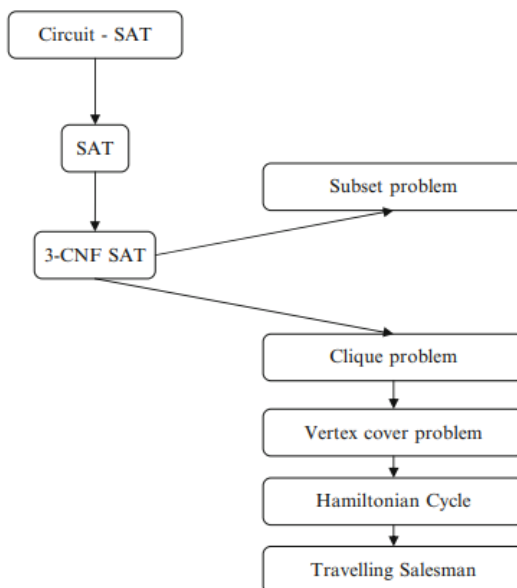 Circuit - SAT
SAT
Subset problem
3-CNF SAT
Clique problem
Vertex cover problem
Hamiltonian Cycle
Travelling Salesman